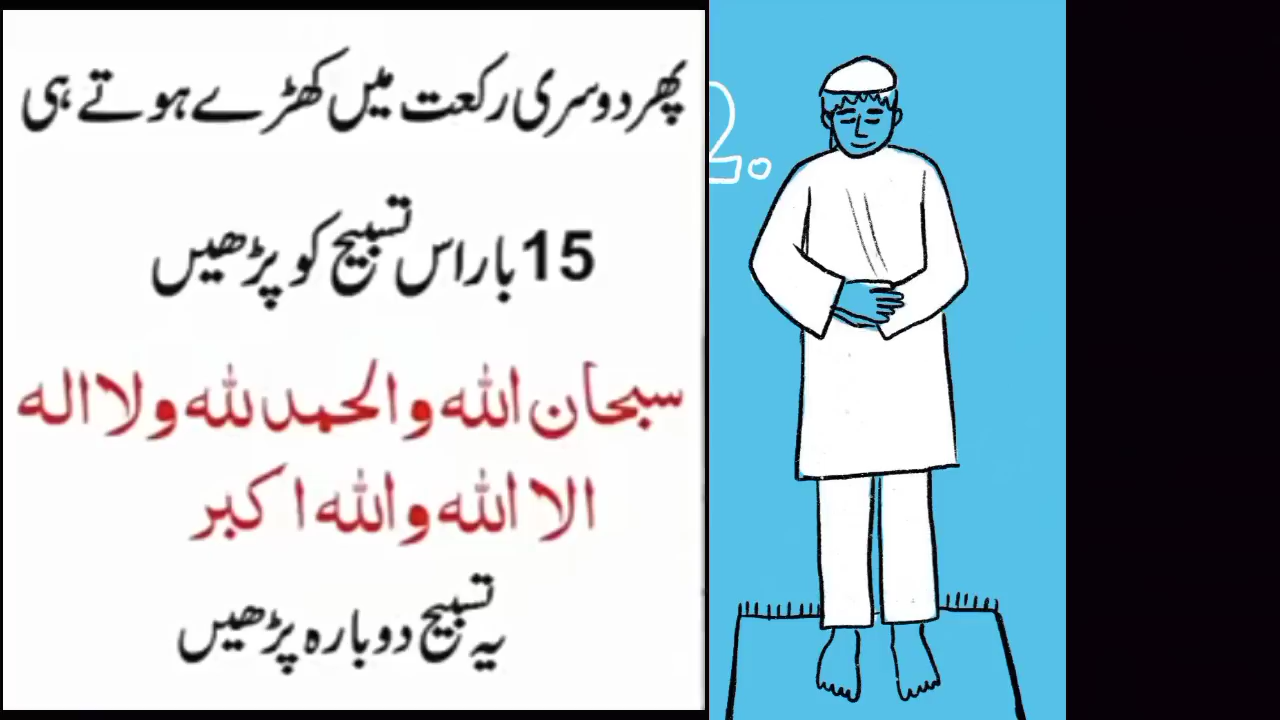 پھر دوسری رکعت میں کھڑے ہوتے ہی
15 بار اس تسبیح کو پڑھیں
سبحان اللہ والحمد للہ ولا الہ
الا اللہ واللہ اکبر
یہ تسبیح دوبارہ پڑھیں
2.